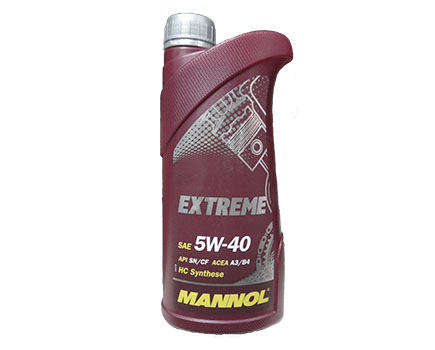 EXTREME
SAE 5W-40
API SN/CF ACEA A3/B4
HC Synthese
MANNOL